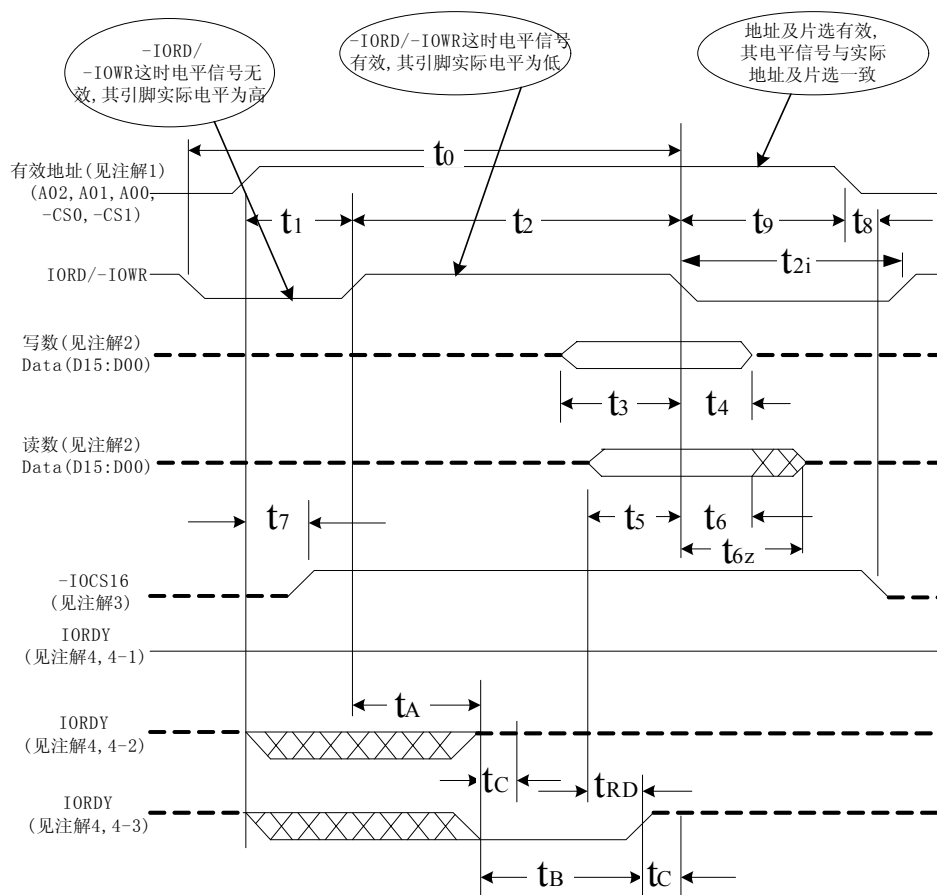 -IORD/
-IOWR这时电平信号无
效,其引脚实际电平为高
-IORD/-IOWR这时电平信号
有效,其引脚实际电平为低
地址及片选有效,
其电平信号与实际
地址及片选一致
t0
有效地址(见注解1)
(A02,A01,A00,
-CS0,-CS1)
t1
t2
t9
t8
t2i
IORD/-IOWR
写数(见注解2)
Data(D15:D00)
t3
t4
读数(见注解2)
Data(D15:D00)
t7
t5
t6
t6z
-IOCS16
(见注解3)
IORDY
(见注解4,4-1)
tA
IORDY
(见注解4,4-2)
tC
tRD
IORDY
(见注解4,4-3)
tB
tC